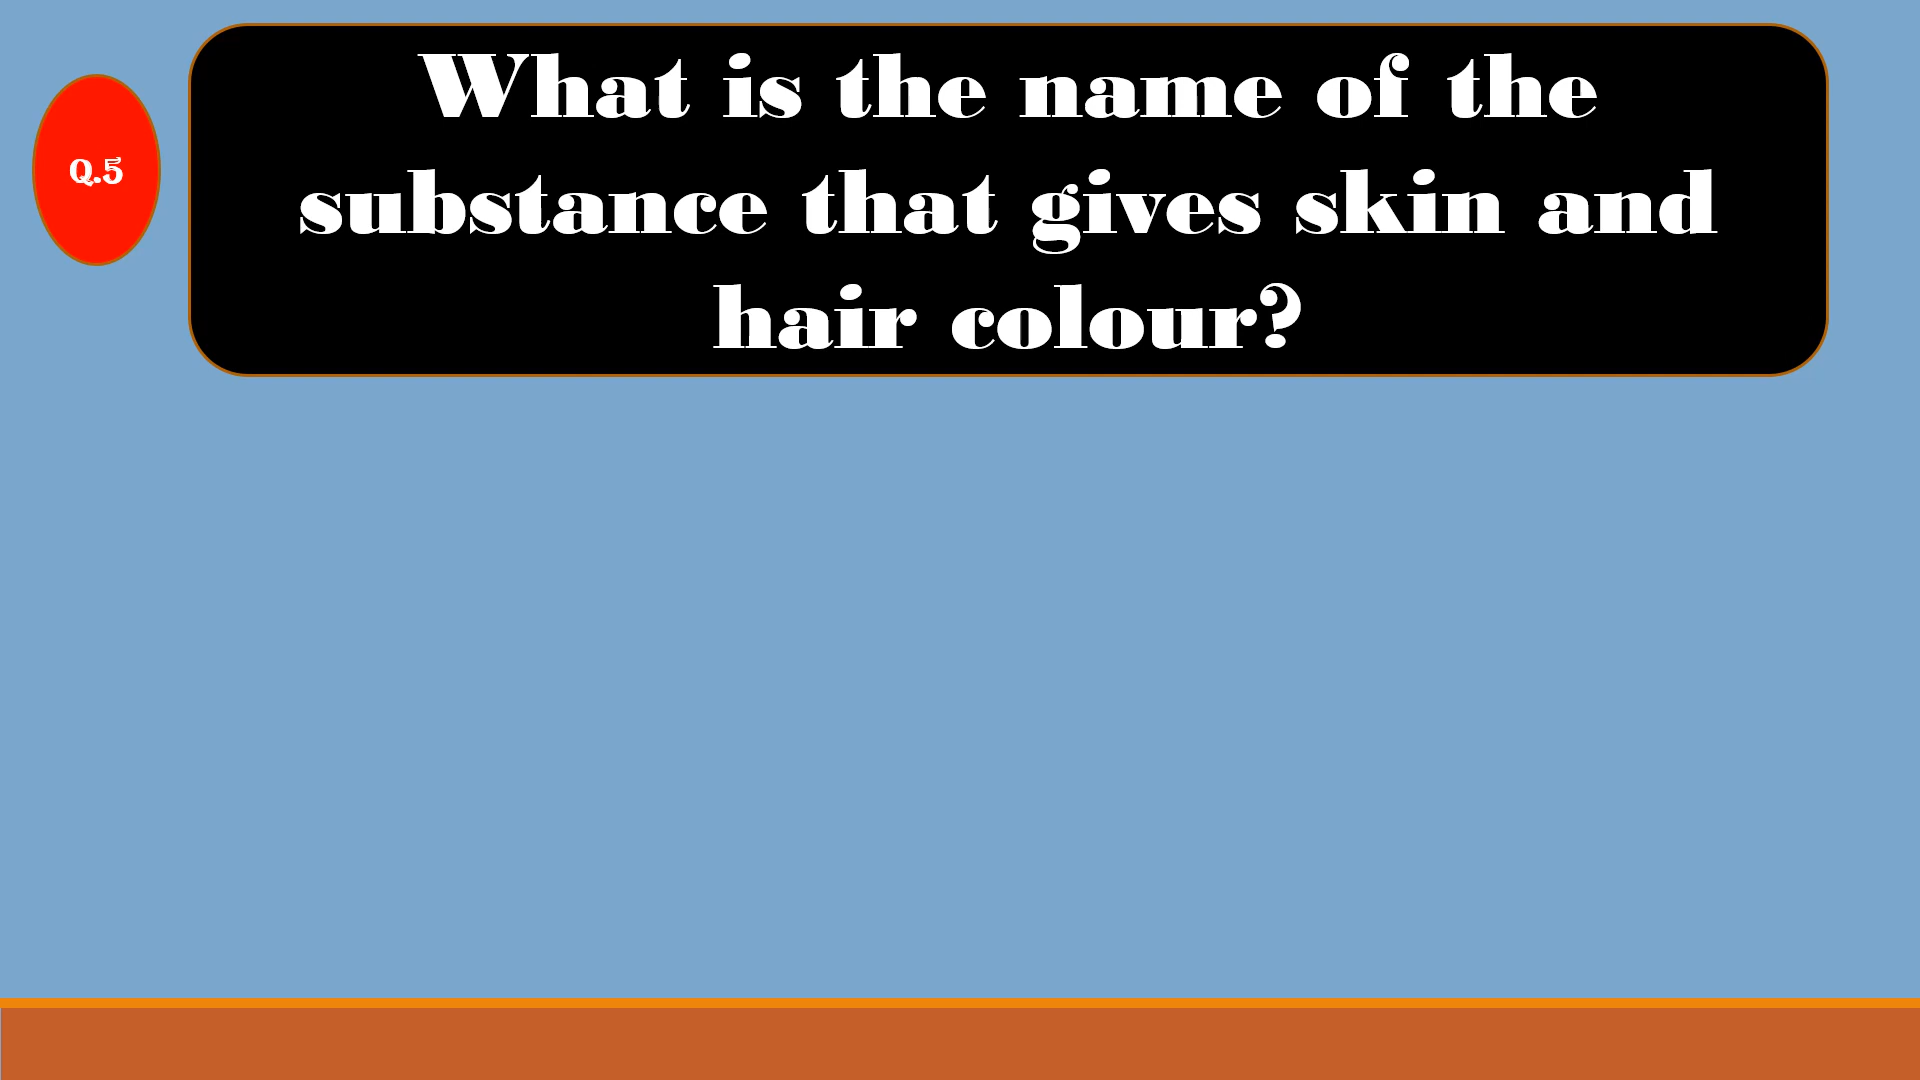 Q.5
What is the name of the
substance that gives skin and
hair colour?